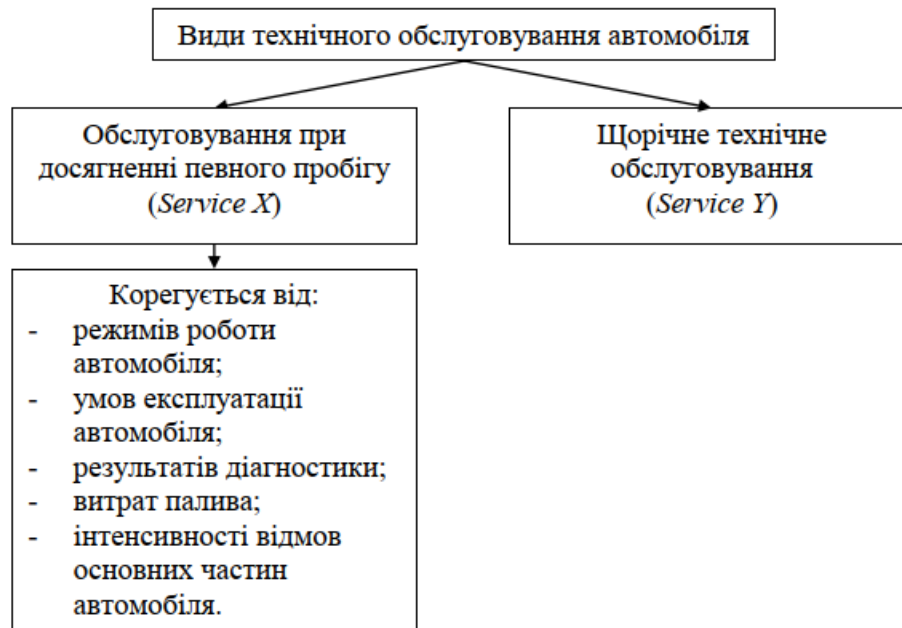 Види технічного обслуговування автомобіля
Обслуговування при
досягненні певного пробігу
(Service X)
Щорічне технічне
обслуговування
(Service Y)
Корегується від:
- режимів роботи
автомобіля;
- умов експлуатації
автомобіля;
- результатів діагностики;
- витрат палива;
- інтенсивності відмов
основних частин
автомобіля.